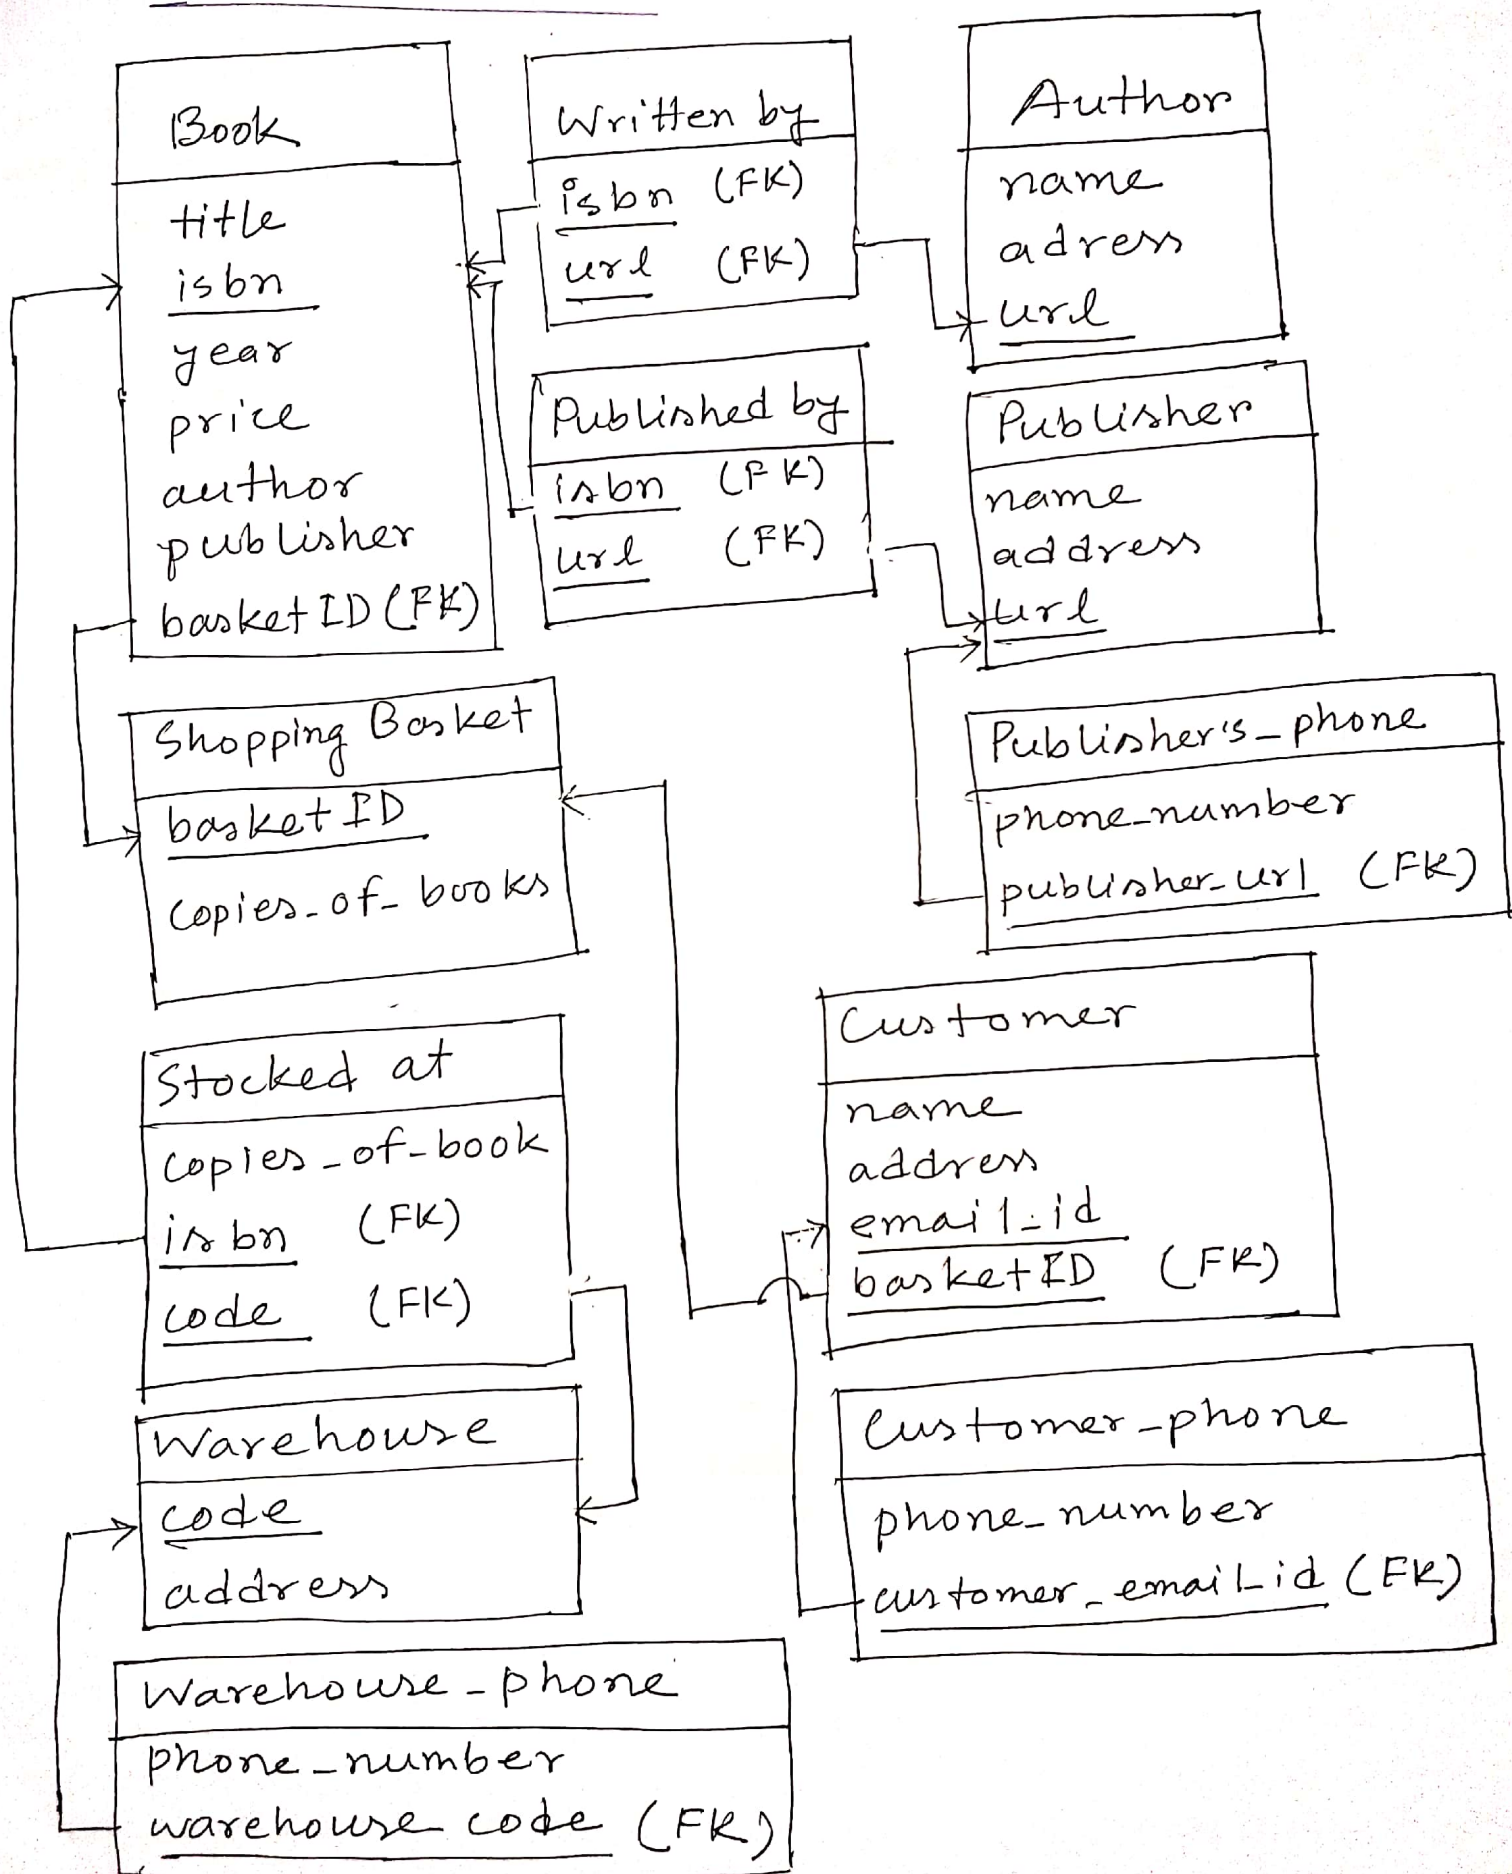 Book
title
isbn
year
price
author
publisher
basket ID (FK)
Written by
isbn (FK)
url (FK)
Author
name
adress
url
Published by
isbn (FK)
url (FK)
Publisher
name
address
url
Shopping Basket
basket ID
copies_of_books
Publisher's_phone
phone_number
publisher_url (FK)
Stocked at
copies_of_book
isbn (FK)
code (FK)
Customer
name
address
email_id
basket ID (FK)
Warehouse
code
address
Customer_phone
phone_number
customer_email_id (FK)
Warehouse_phone
phone_number
warehouse code (FK)